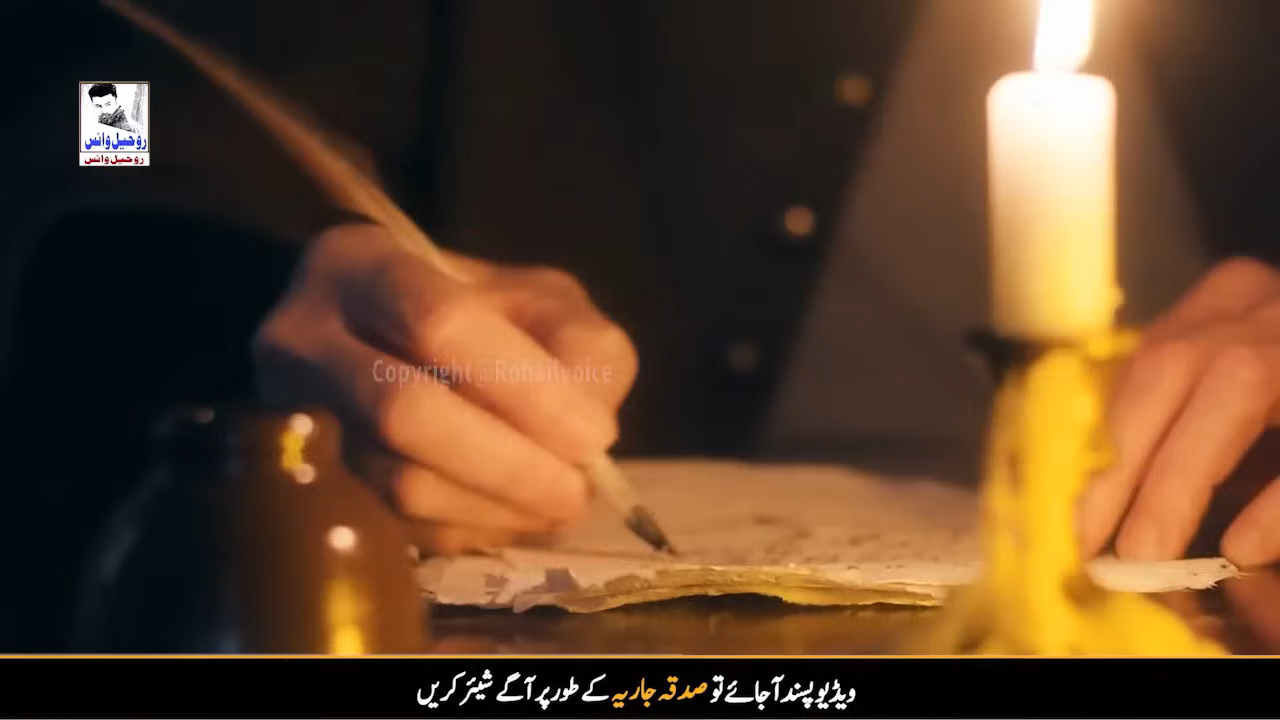 روحیل وائس
روحیل وائس
Copyright@Rohailvoice
ویڈیو پسند آجائے تو صدقہ جاریہ کے طور پر آگے شیئر کریں